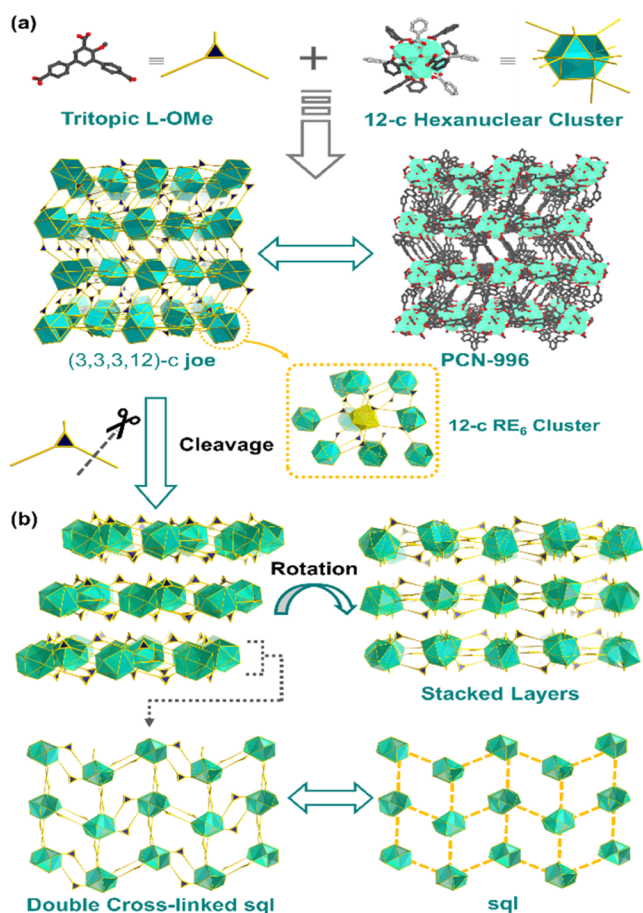 (a)
≡
+
≡
Tritopic L-OMe
12-c Hexanuclear Cluster
(3,3,3,12)-c joe
PCN-996
12-c RE₆ Cluster
Cleavage
(b)
Rotation
Stacked Layers
Double Cross-linked sql
sql